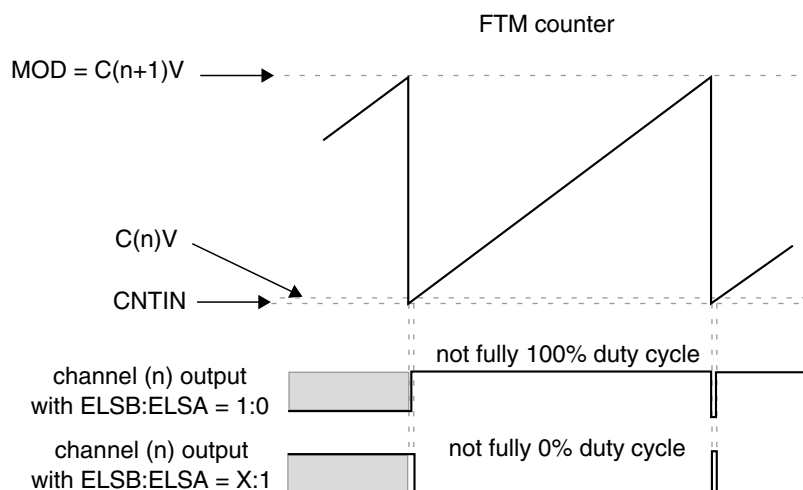 FTM counter
MOD = C(n+1)V
C(n)V
CNTIN
not fully 100% duty cycle
channel (n) output
with ELSB:ELSA = 1:0
not fully 0% duty cycle
channel (n) output
with ELSB:ELSA = X:1